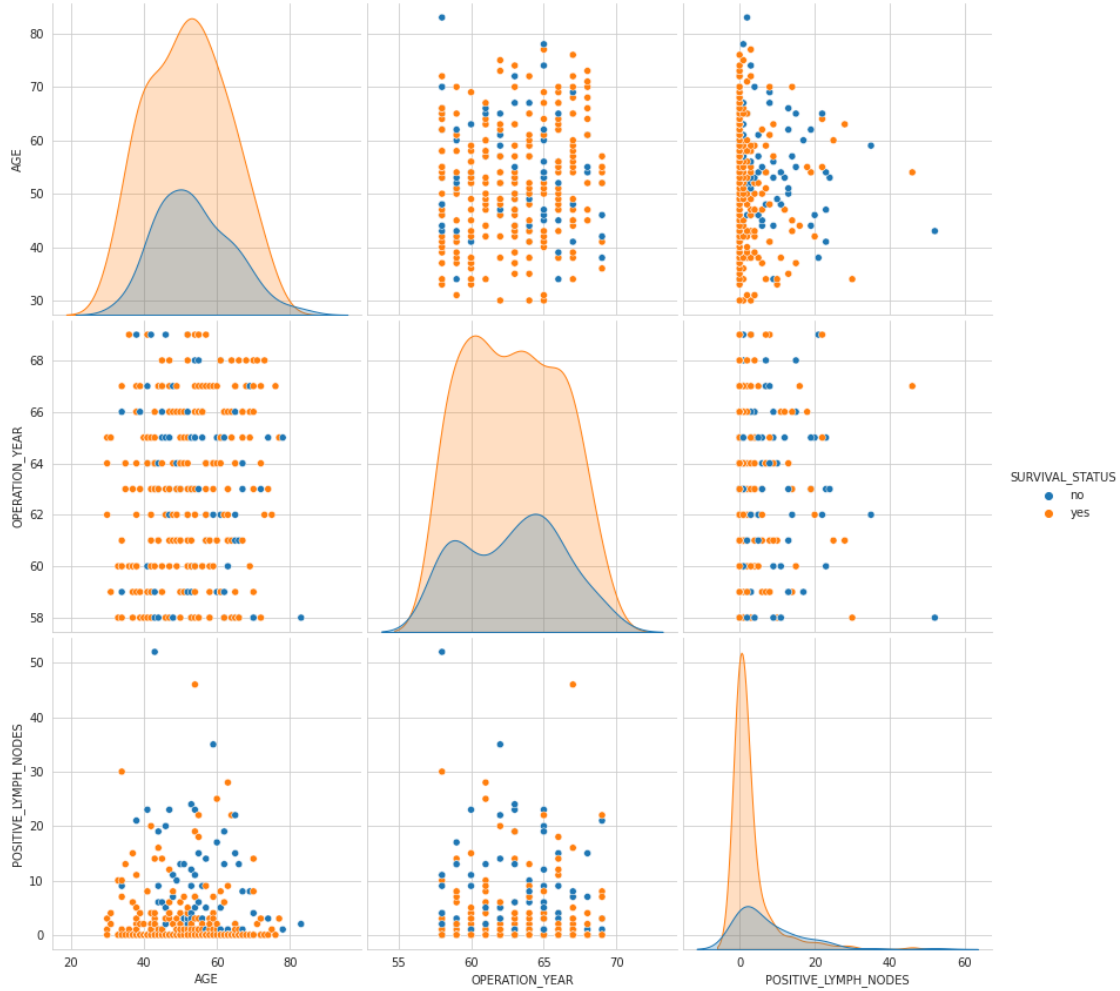 AGE
80
70
60
50
40
30
OPERATION_YEAR
68
66
64
62
60
58
SURVIVAL_STATUS
no
yes
POSITIVE_LYMPH_NODES
50
40
30
20
10
0
20 40 60 80
55 60 65 70
0 20 40 60
AGE
OPERATION_YEAR
POSITIVE_LYMPH_NODES